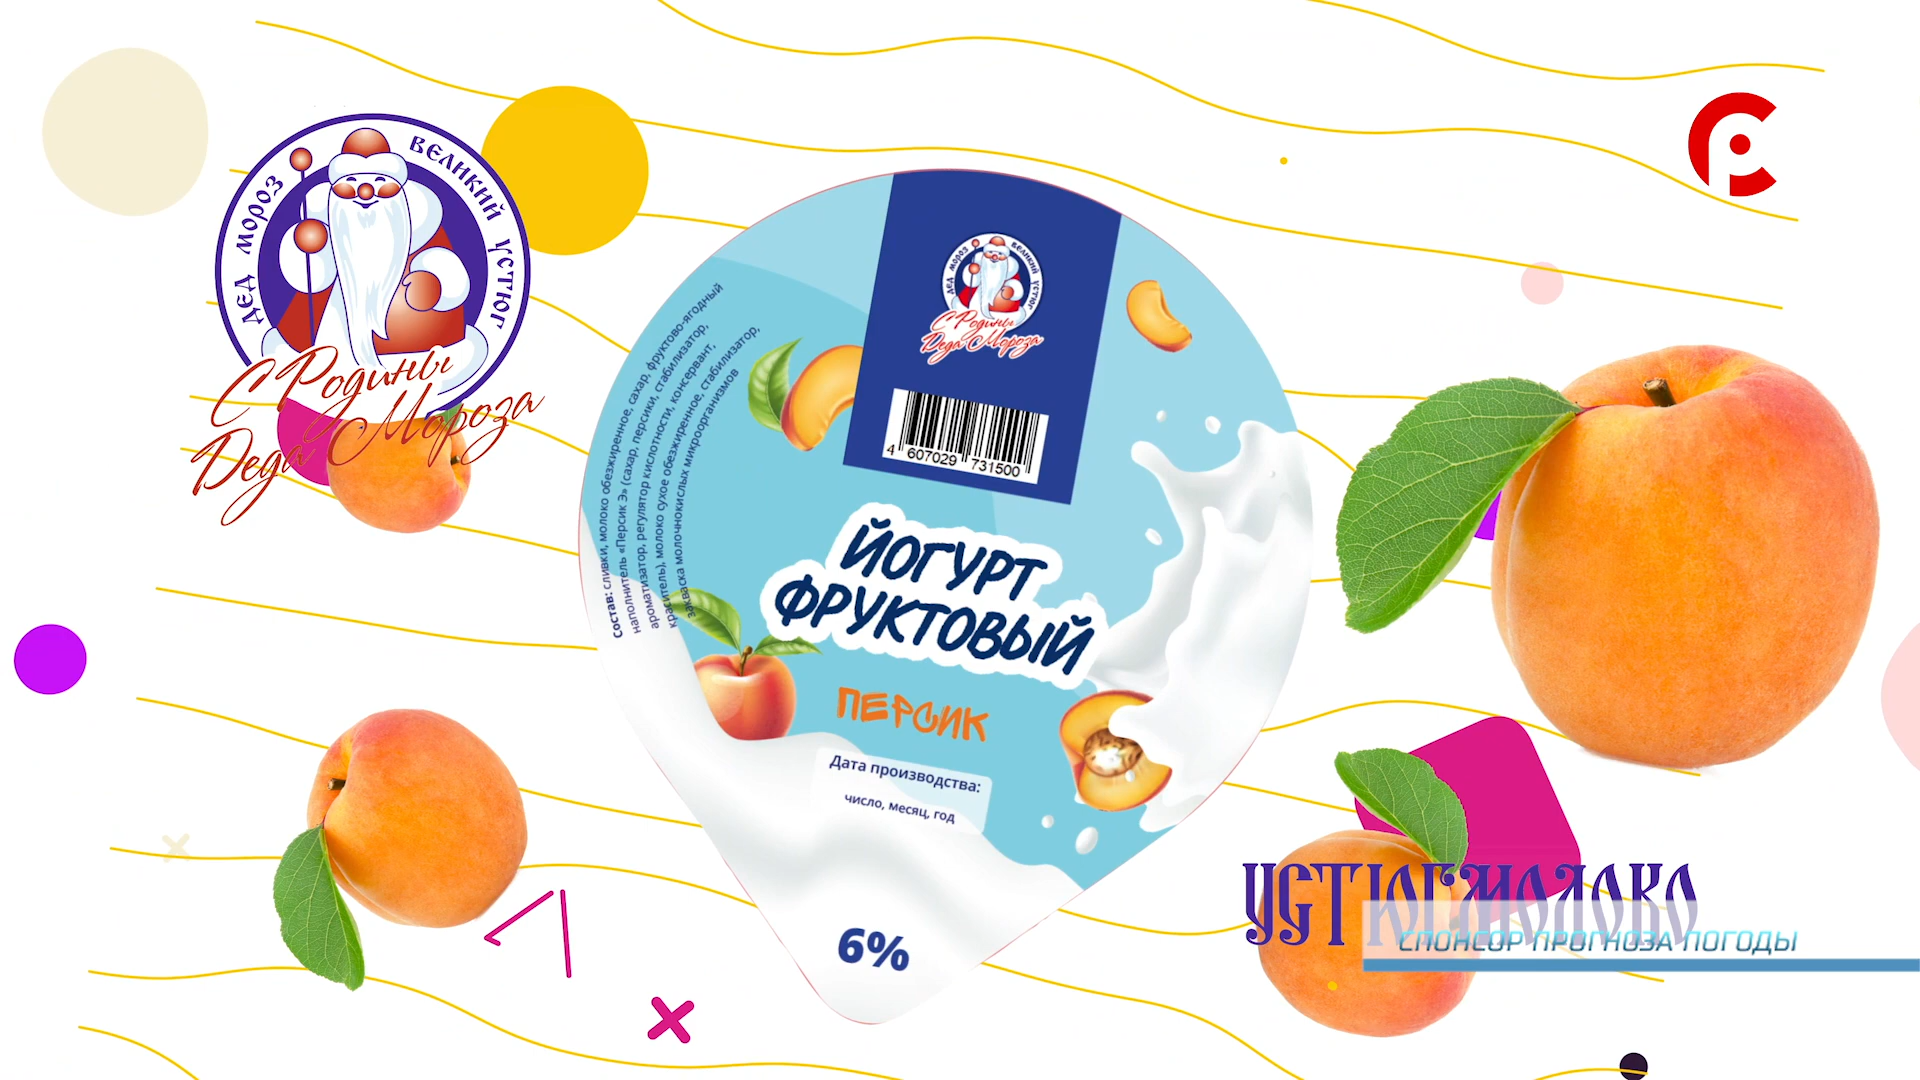 ДЕД МОРОЗ ВЕЛИКИЙ УСТЮГ
С Родины
Деда Мороза
ДЕД МОРОЗ ВЕЛИКИЙ УСТЮГ
С Родины
Деда Мороза
4 607029 731500
Состав: сливки, молоко обезжиренное, сахар, фруктово-ягодный
наполнитель «Персик Э» (сахар, персики, стабилизатор,
ароматизатор, регулятор кислотности, консервант,
краситель), молоко сухое обезжиренное, стабилизатор,
закваска молочнокислых микроорганизмов
ЙОГУРТ
ФРУКТОВЫЙ
ПЕРСИК
Дата производства:
число, месяц, год
6%
УСТЮГМОЛОКО
СПОНСОР ПРОГНОЗА ПОГОДЫ